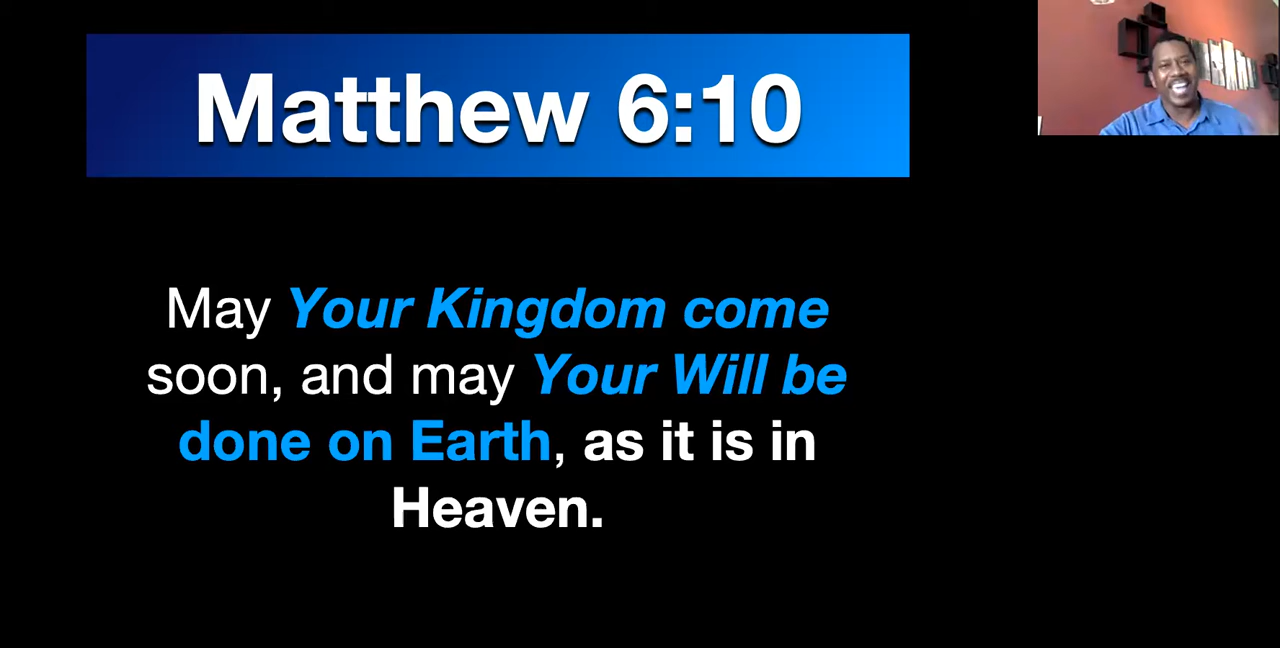 Matthew 6:10
May Your Kingdom come
soon, and may Your Will be
done on Earth, as it is in
Heaven.